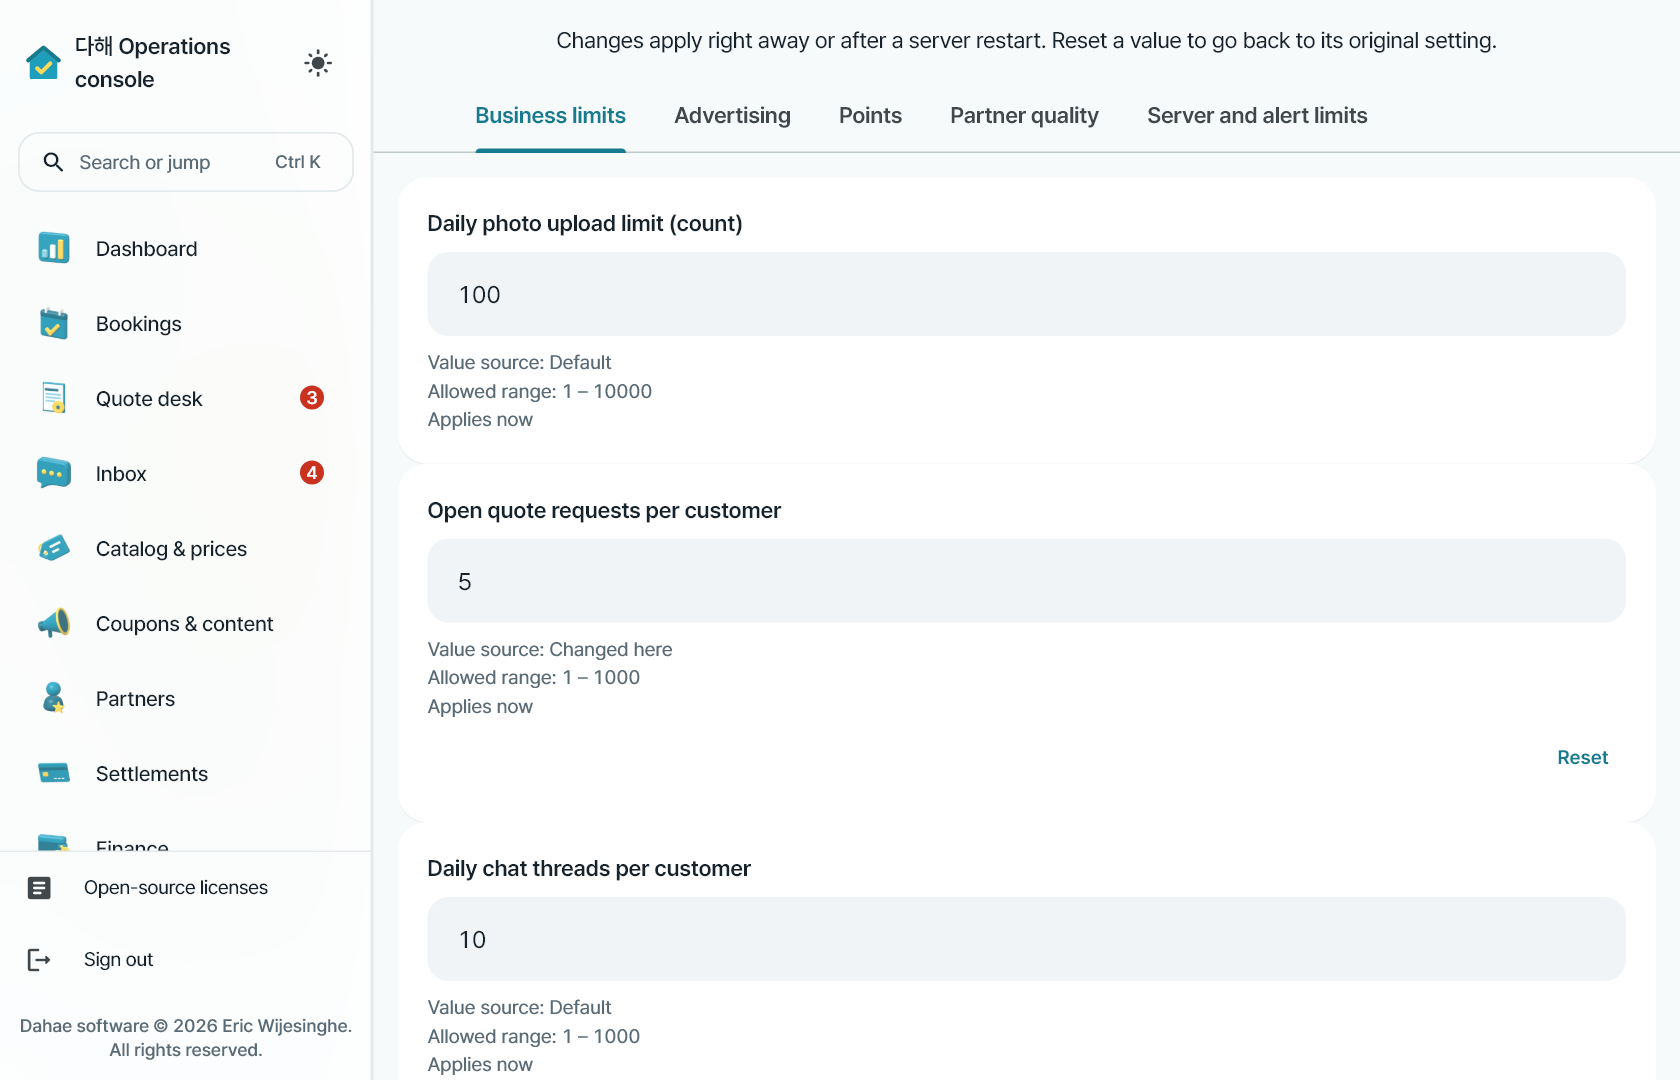 다해 Operations
console
Search or jump
Ctrl K
Dashboard
Bookings
Quote desk
3
Inbox
4
Catalog & prices
Coupons & content
Partners
Settlements
Finance
Open-source licenses
Sign out
Dahae software © 2026 Eric Wijesinghe.
All rights reserved.
Changes apply right away or after a server restart. Reset a value to go back to its original setting.
Business limits
Advertising
Points
Partner quality
Server and alert limits
Daily photo upload limit (count)
100
Value source: Default
Allowed range: 1 – 10000
Applies now
Open quote requests per customer
5
Value source: Changed here
Allowed range: 1 – 1000
Applies now
Reset
Daily chat threads per customer
10
Value source: Default
Allowed range: 1 – 1000
Applies now